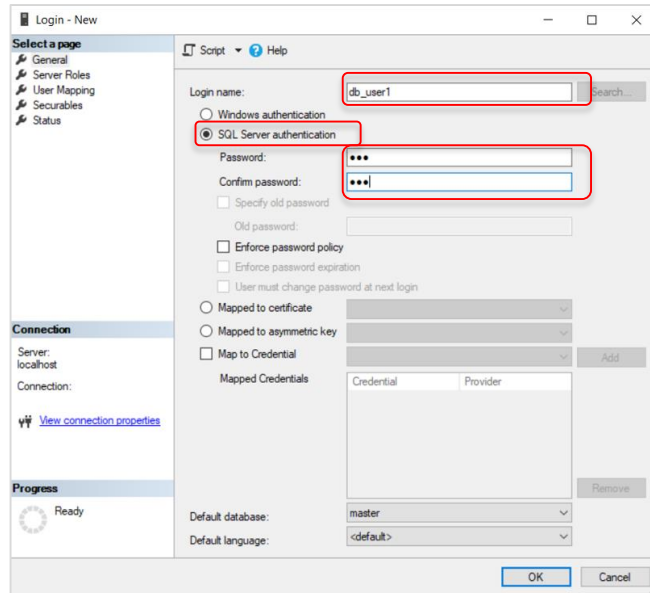 Login - New
Select a page
General
Server Roles
User Mapping
Securables
Status
Script Help
Login name: db_user1 Search...
Windows authentication
SQL Server authentication
Password: •••
Confirm password: •••
Specify old password
Old password:
Enforce password policy
Enforce password expiration
User must change password at next login
Mapped to certificate
Mapped to asymmetric key
Map to Credential Add
Mapped Credentials Credential Provider
Remove
Default database: master
Default language: <default>
Connection
Server:
localhost
Connection:
View connection properties
Progress
Ready
OK Cancel